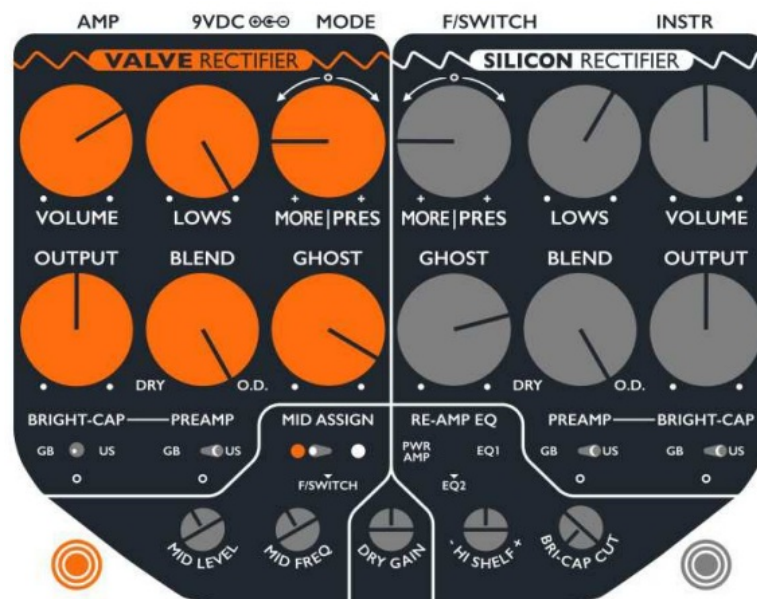 AMP 9VDC MODE F/SWITCH INSTR
VALVE RECTIFIER SILICON RECTIFIER
VOLUME LOWS MORE|PRES MORE|PRES LOWS VOLUME
OUTPUT BLEND GHOST GHOST BLEND OUTPUT
DRY O.D. DRY O.D.
BRIGHT-CAP PREAMP MID ASSIGN RE-AMP EQ PREAMP BRIGHT-CAP
GB US GB US PWR AMP EQ1 GB US GB US
F/SWITCH EQ2
MID LEVEL MID FREQ DRY GAIN - HI SHELF + BRI-CAP CUT